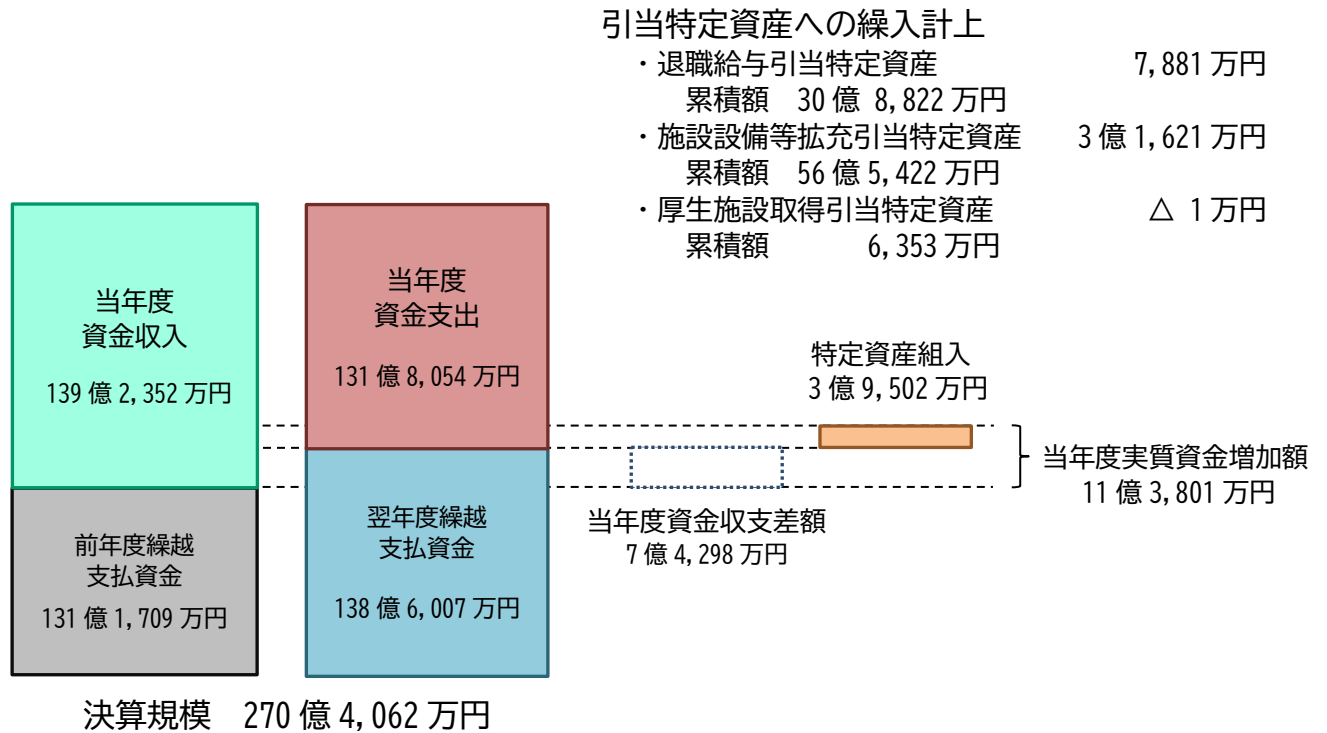 引当特定資産への繰入計上
・退職給与引当特定資産 7,881 万円
累積額 30 億 8,822 万円
・施設設備等拡充引当特定資産 3 億 1,621 万円
累積額 56 億 5,422 万円
・厚生施設取得引当特定資産 △ 1 万円
累積額 6,353 万円
当年度
資金収入
139 億 2,352 万円
前年度繰越
支払資金
131 億 1,709 万円
当年度
資金支出
131 億 8,054 万円
翌年度繰越
支払資金
138 億 6,007 万円
当年度資金収支差額
7 億 4,298 万円
特定資産組入
3 億 9,502 万円
当年度実質資金増加額
11 億 3,801 万円
決算規模 270 億 4,062 万円